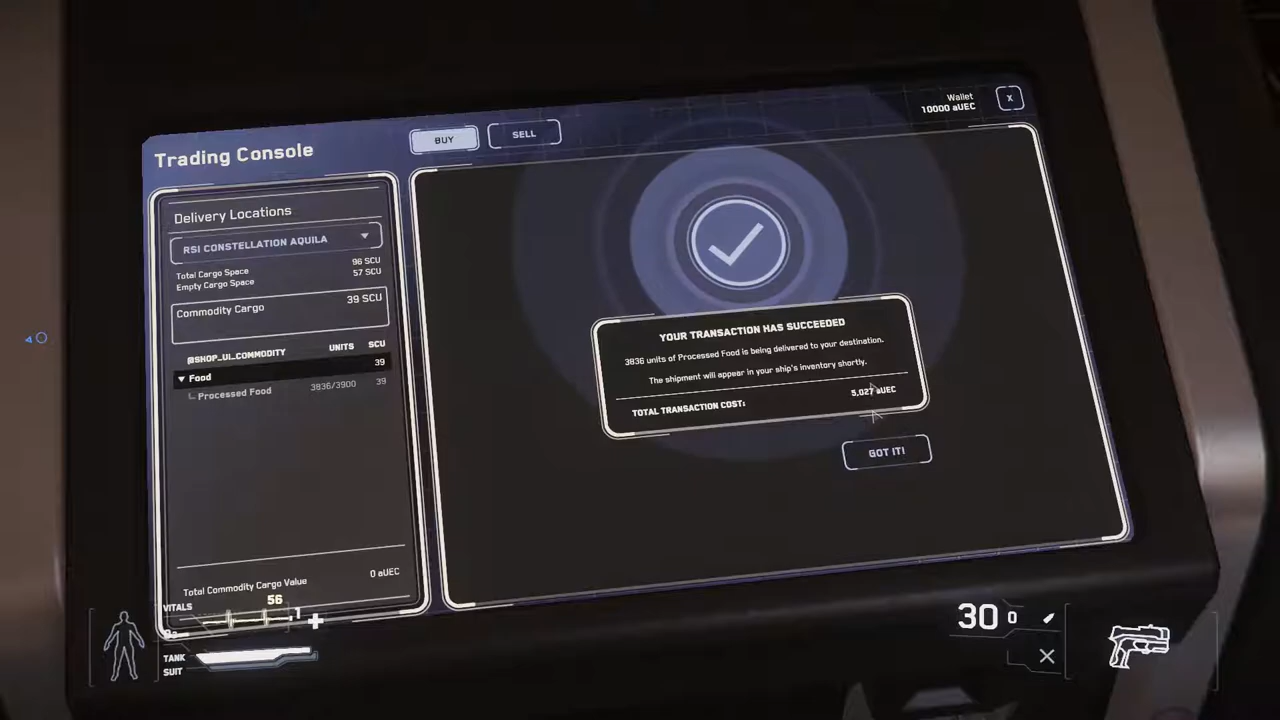 Wallet
10000 aUEC
X
Trading Console
BUY
SELL
Delivery Locations
RSI CONSTELLATION AQUILA
Total Cargo Space 96 SCU
Empty Cargo Space 57 SCU
Commodity Cargo 39 SCU
@SHOP_UI_COMMODITY UNITS SCU
Food 39
Processed Food 3836/3900 39
Total Commodity Cargo Value 0 aUEC
YOUR TRANSACTION HAS SUCCEEDED
3836 units of Processed Food is being delivered to your destination.
The shipment will appear in your ship's inventory shortly.
TOTAL TRANSACTION COST: 5,027 aUEC
GOT IT!
VITALS
56
TANK
SUIT
30 0